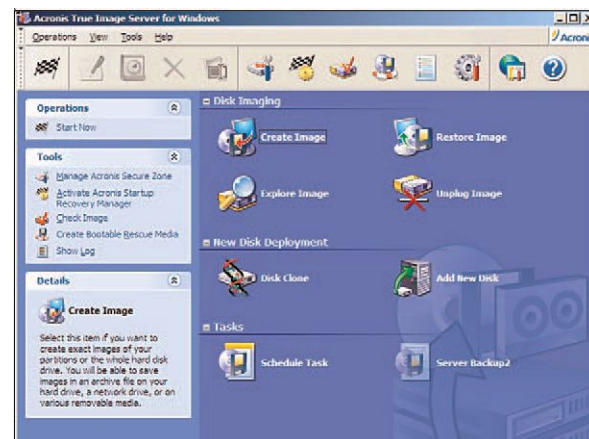 Acronis True Image Server for Windows
Operations View Tools Help
Acronis
Operations
Start Now
Tools
Manage Acronis Secure Zone
Activate Acronis Startup
Recovery Manager
Check Image
Create Bootable Rescue Media
Show Log
Details
Create Image
Select this item if you want to
create exact images of your
partitions or the whole hard disk
drive. You will be able to save
images in an archive file on your
hard drive, a network drive, or on
various removable media.
Disk Imaging
Create Image
Restore Image
Explore Image
Unplug Image
New Disk Deployment
Disk Clone
Add New Disk
Tasks
Schedule Task
Server Backup2